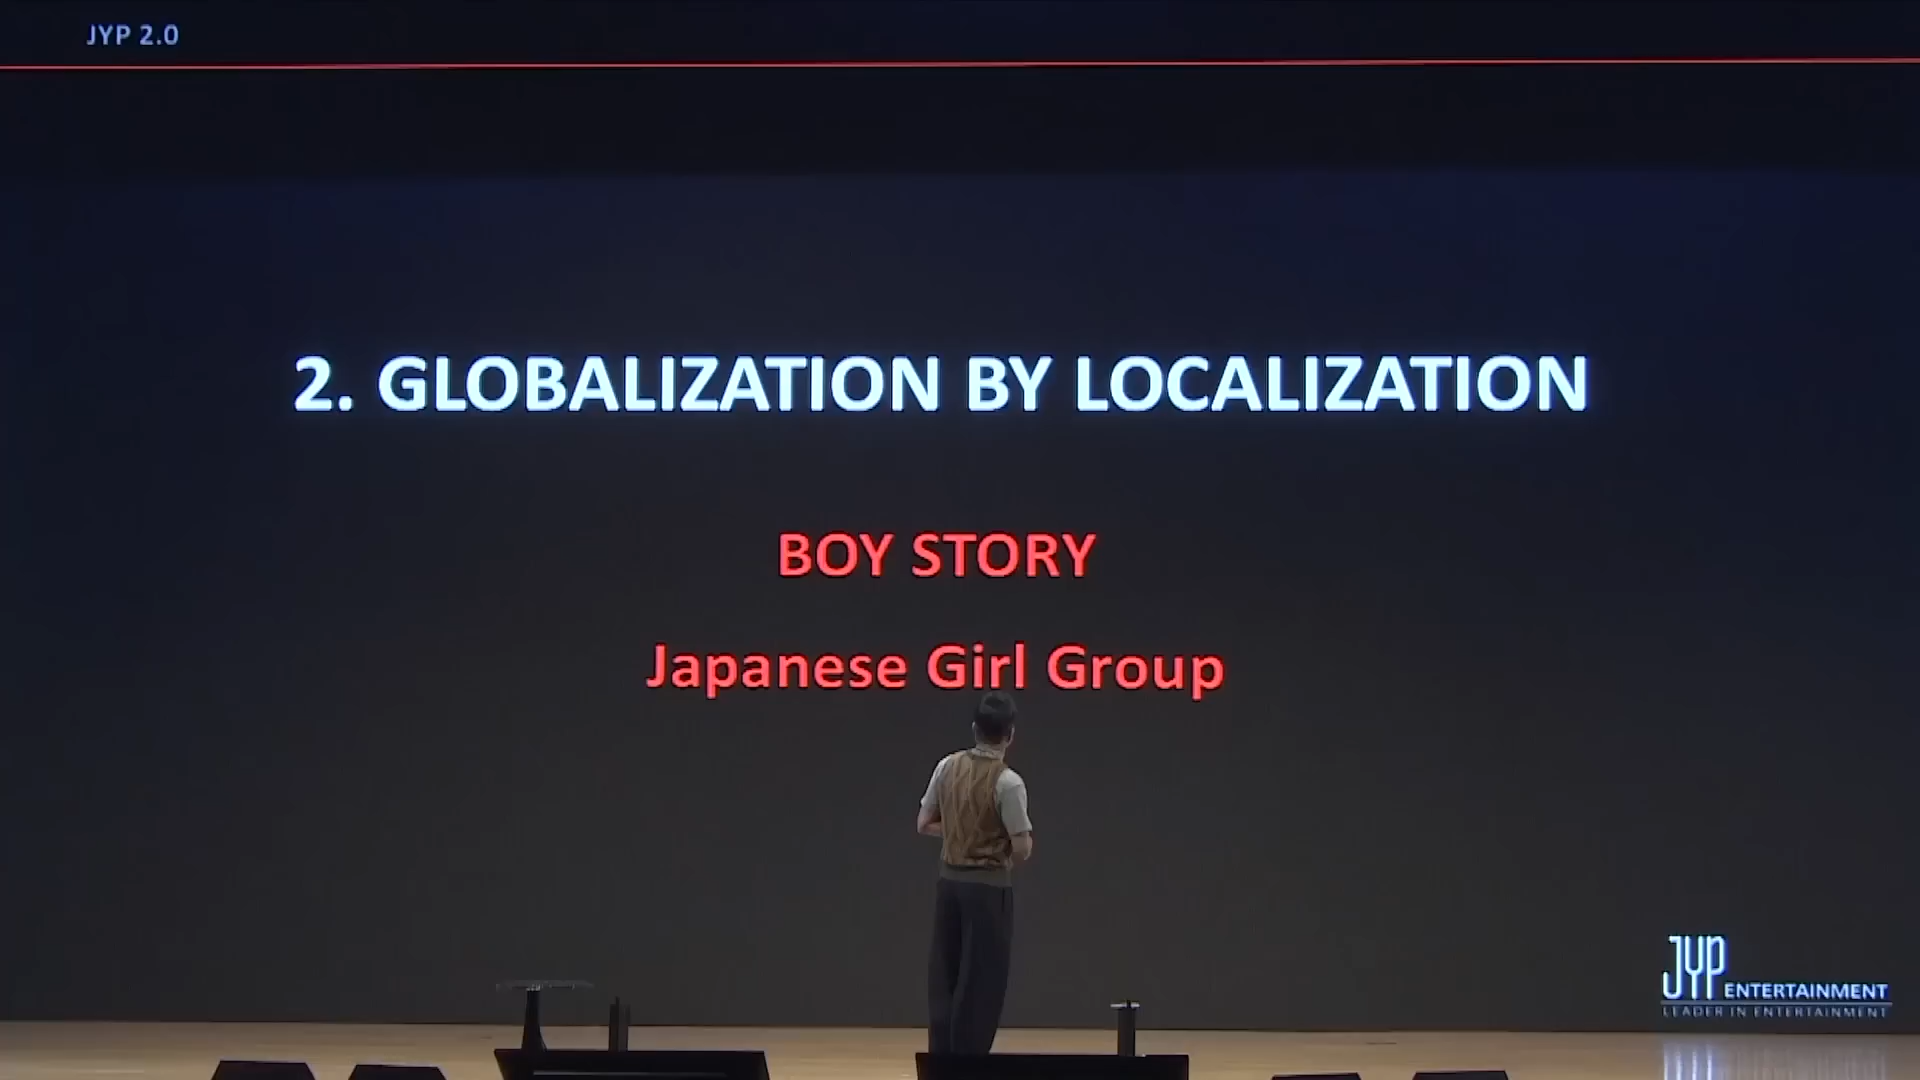 JYP 2.0
2. GLOBALIZATION BY LOCALIZATION
BOY STORY
Japanese Girl Group
JYP ENTERTAINMENT
LEADER IN ENTERTAINMENT